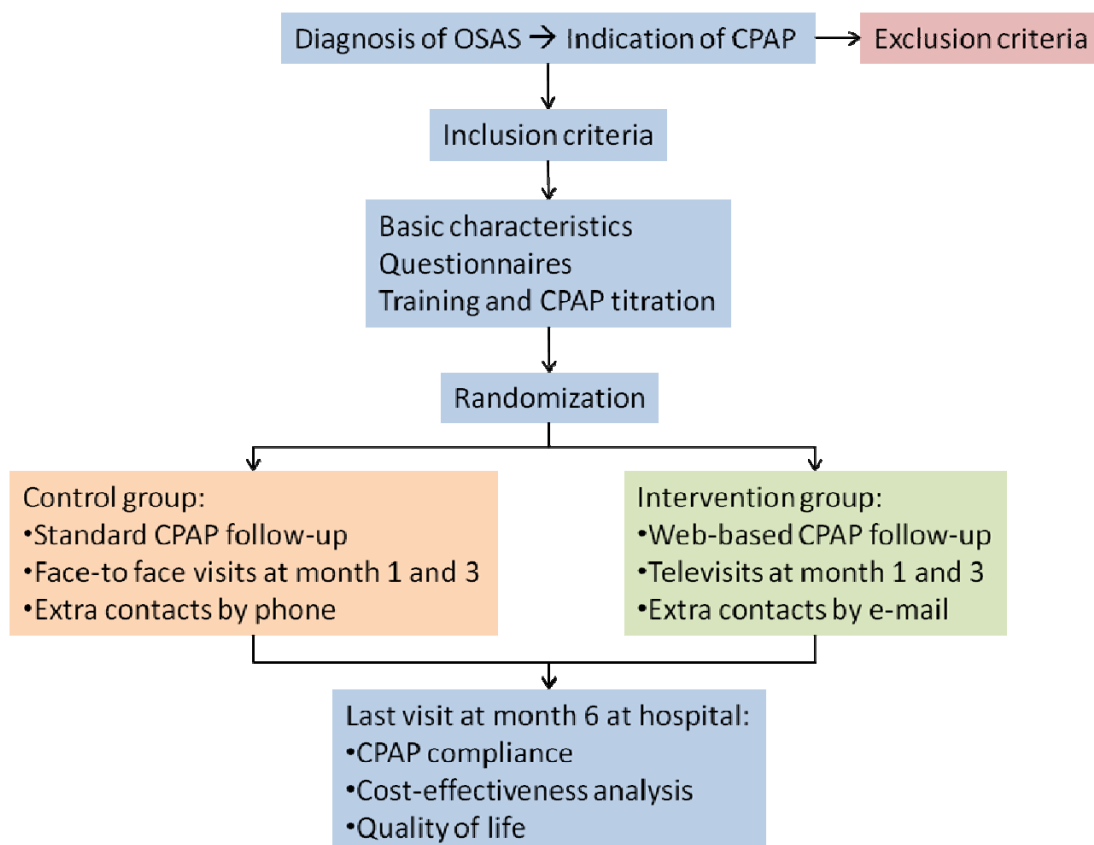 Diagnosis of OSAS → Indication of CPAP
Exclusion criteria
Inclusion criteria
Basic characteristics
Questionnaires
Training and CPAP titration
Randomization
Control group:
•Standard CPAP follow-up
•Face-to face visits at month 1 and 3
•Extra contacts by phone
Intervention group:
•Web-based CPAP follow-up
•Televisits at month 1 and 3
•Extra contacts by e-mail
Last visit at month 6 at hospital:
•CPAP compliance
•Cost-effectiveness analysis
•Quality of life